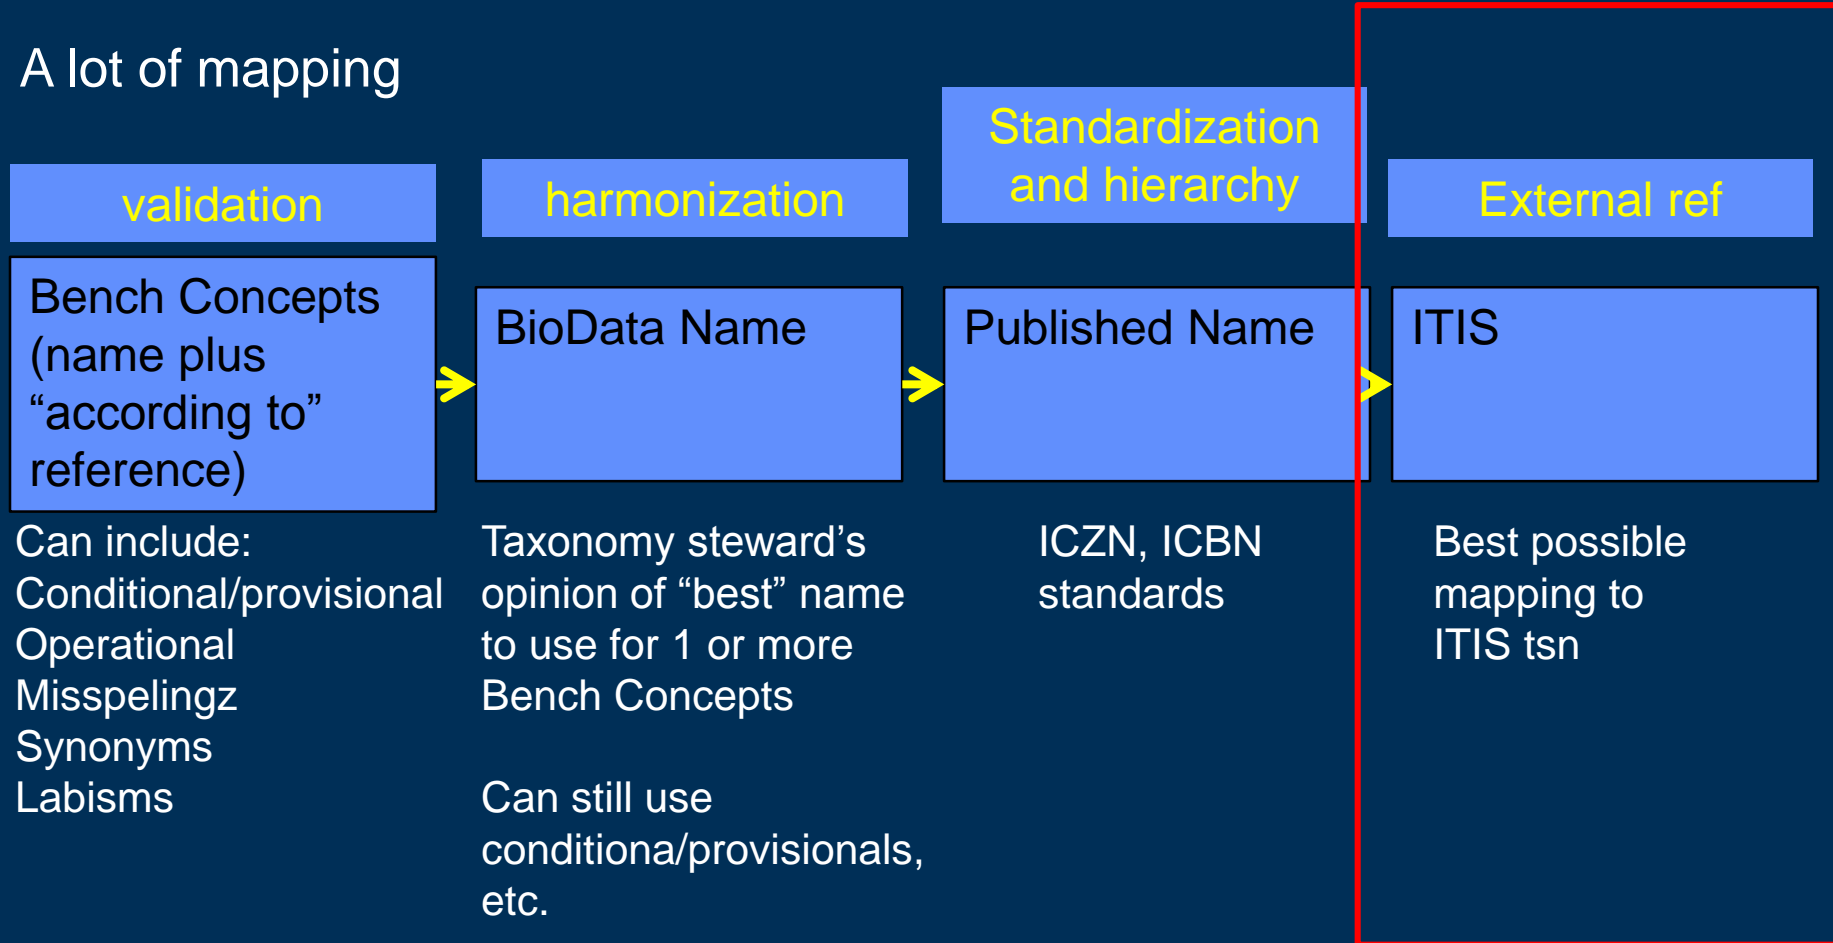 A lot of mapping
validation
harmonization
Standardization
and hierarchy
External ref
Bench Concepts
(name plus
“according to”
reference)
BioData Name
Published Name
ITIS
Can include:
Conditional/provisional
Operational
Misspelingz
Synonyms
Labisms
Taxonomy steward’s
opinion of “best” name
to use for 1 or more
Bench Concepts
Can still use
conditiona/provisionals,
etc.
ICZN, ICBN
standards
Best possible
mapping to
ITIS tsn